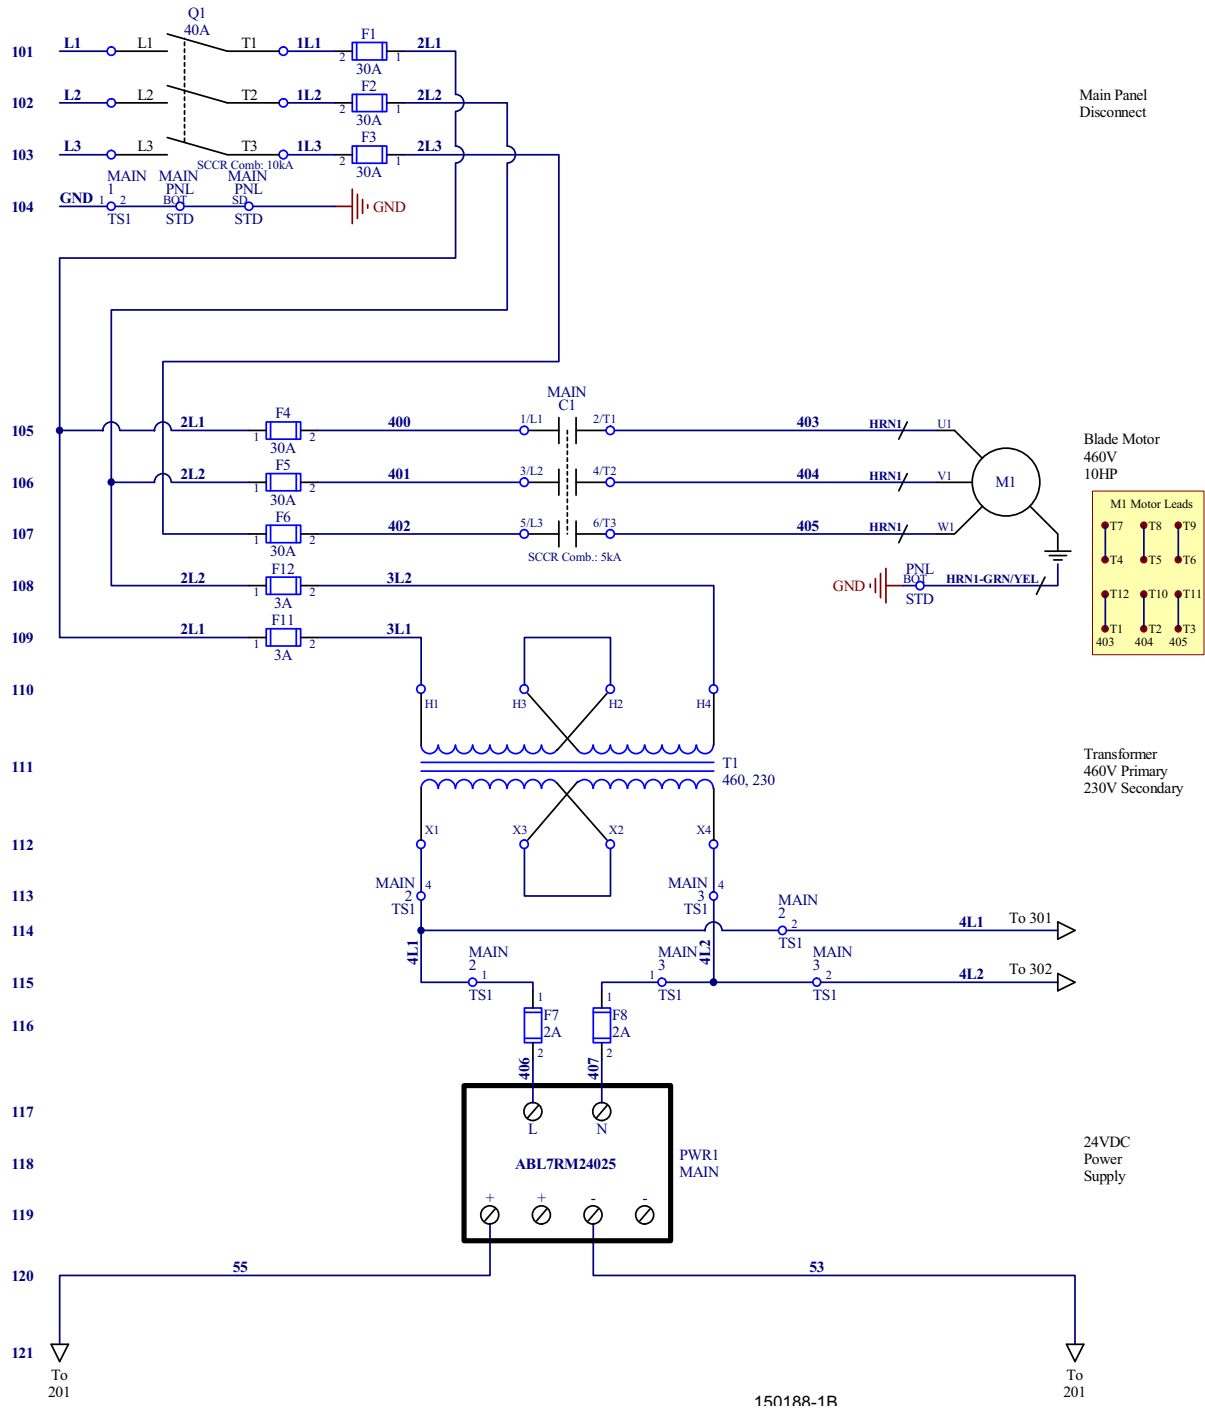 Q1
40A
101 L1 L1 T1 1L1 2 F1 1 2L1
30A
102 L2 L2 T2 1L2 2 F2 1 2L2
30A
103 L3 L3 T3 1L3 2 F3 1 2L3
30A
SCCR Comb: 10kA
Main Panel
Disconnect
104 GND 1 2
MAIN
1
TS1
MAIN
PNL
BOT
STD
MAIN
PNL
SD
STD
GND
105 2L1 1 F4 2 400 1/L1 2/T1 403 HRN1 U1
30A
MAIN
C1
106 2L2 1 F5 2 401 3/L2 4/T2 404 HRN1 V1
30A
M1
107 1 F6 2 402 5/L3 6/T3 405 HRN1 W1
30A
SCCR Comb.: 5kA
Blade Motor
460V
10HP
M1 Motor Leads
T7 T8 T9
T4 T5 T6
T12 T10 T11
T1 T2 T3
403 404 405
108 2L2 1 F12 2 3L2
3A
GND
PNL
BOT
STD
HRN1-GRN/YEL
109 2L1 1 F11 2 3L1
3A
110 H1 H3 H2 H4
111
T1
460, 230
Transformer
460V Primary
230V Secondary
112 X1 X3 X2 X4
113
MAIN 4
2
TS1
MAIN 4
3
TS1
114
MAIN
2 2
TS1
4L1 To 301
4L1
4L2
115
MAIN
2 1
TS1
MAIN
3
1
TS1
MAIN
3 2
TS1
4L2 To 302
116
1
F7
2A
2
1
F8
2A
2
406 407
117 L N
118 ABL7RM24025
PWR1
MAIN
24VDC
Power
Supply
119 + + - -
120 55 53
121
To
201
To
201
150188-1B